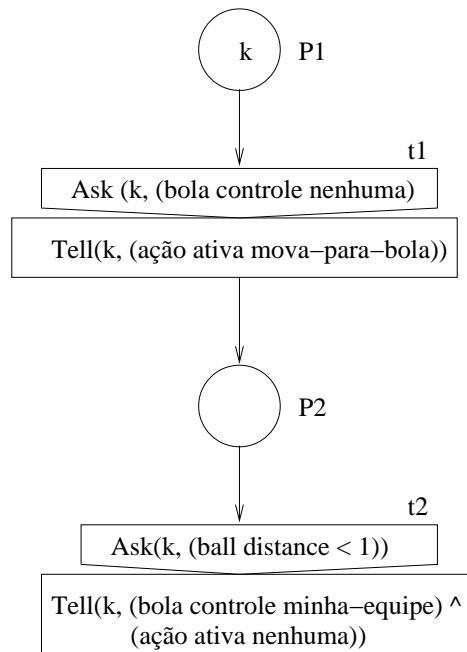 k P1
t1
Ask (k, (bola controle nenhuma)
Tell(k, (ação ativa mova−para−bola))
P2
t2
Ask(k, (ball distance < 1))
Tell(k, (bola controle minha−equipe) ^
(ação ativa nenhuma))